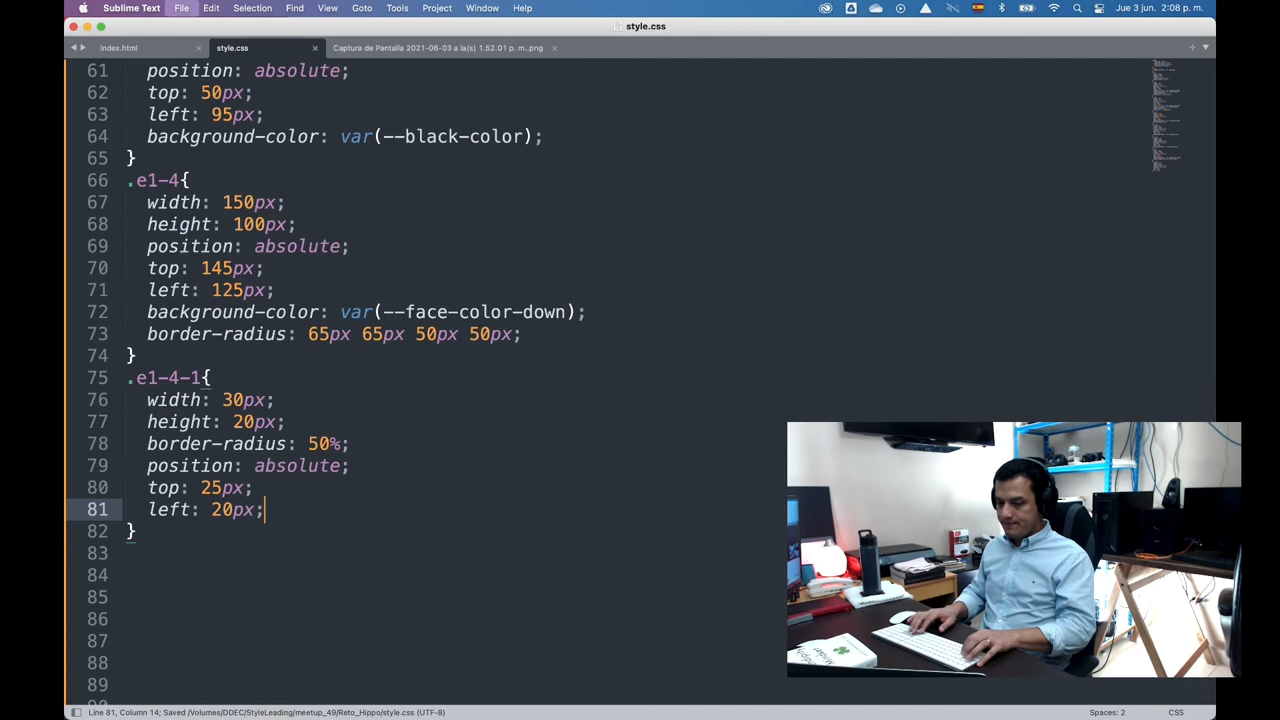 Sublime Text File Edit Selection Find View Goto Tools Project Window Help Jue 3 jun. 2:08 p. m.
style.css
index.html × style.css × Captura de Pantalla 2021-06-03 a la(s) 1.52.01 p. m..png ×
61 position: absolute;
62 top: 50px;
63 left: 95px;
64 background-color: var(--black-color);
65 }
66 .e1-4{
67 width: 150px;
68 height: 100px;
69 position: absolute;
70 top: 145px;
71 left: 125px;
72 background-color: var(--face-color-down);
73 border-radius: 65px 65px 50px 50px;
74 }
75 .e1-4-1{
76 width: 30px;
77 height: 20px;
78 border-radius: 50%;
79 position: absolute;
80 top: 25px;
81 left: 20px;
82 }
83
84
85
86
87
88
89
Line 81, Column 14; Saved /Volumes/DDEC/StyleLeading/meetup_49/Reto_Hippo/style.css (UTF-8) Spaces: 2 CSS